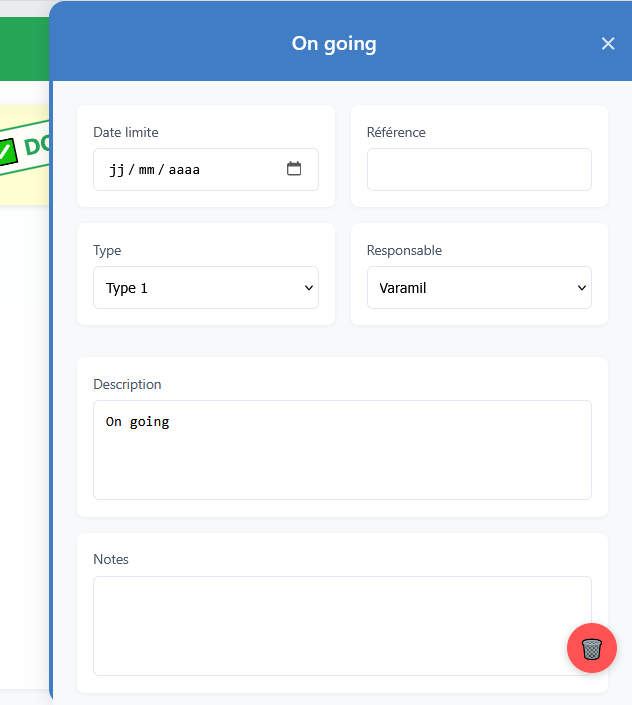 On going
DO
Date limite
Référence
jj/mm/aaaa
Type
Responsable
Type 1
Varamil
Description
On going
Notes